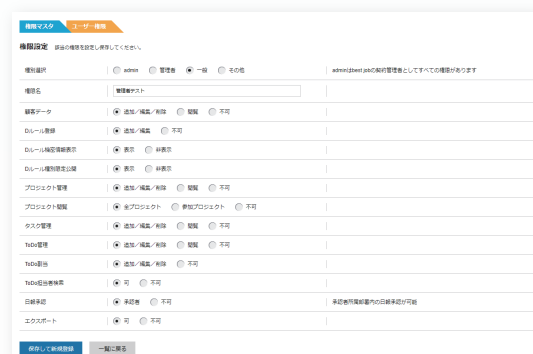 権限マスタ ユーザー権限
権限設定 該当の権限を設定し保存してください。
種別選択 admin 管理者 一般 その他 adminはbest jobの契約管理者としてすべての権限があります
権限名 管理者テスト
顧客データ 追加／編集／削除 閲覧 不可
Dルール登録 追加／編集 不可
Dルール機密情報表示 表示 非表示
Dルール種別限定公開 表示 非表示
プロジェクト管理 追加／編集／削除 閲覧 不可
プロジェクト閲覧 全プロジェクト 参加プロジェクト 不可
タスク管理 追加／編集／削除 閲覧 不可
ToDo管理 追加／編集／削除 閲覧 不可
ToDo割当 追加／編集／削除 不可
ToDo担当者検索 可 不可
日報承認 承認者 不可 承認者所属部署内の日報承認が可能
エクスポート 可 不可
保存して新規登録 一覧に戻る